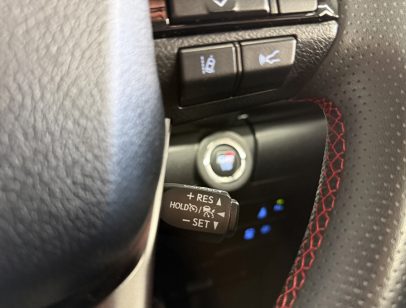 + RES ▲
HOLD / ◀
− SET ▼